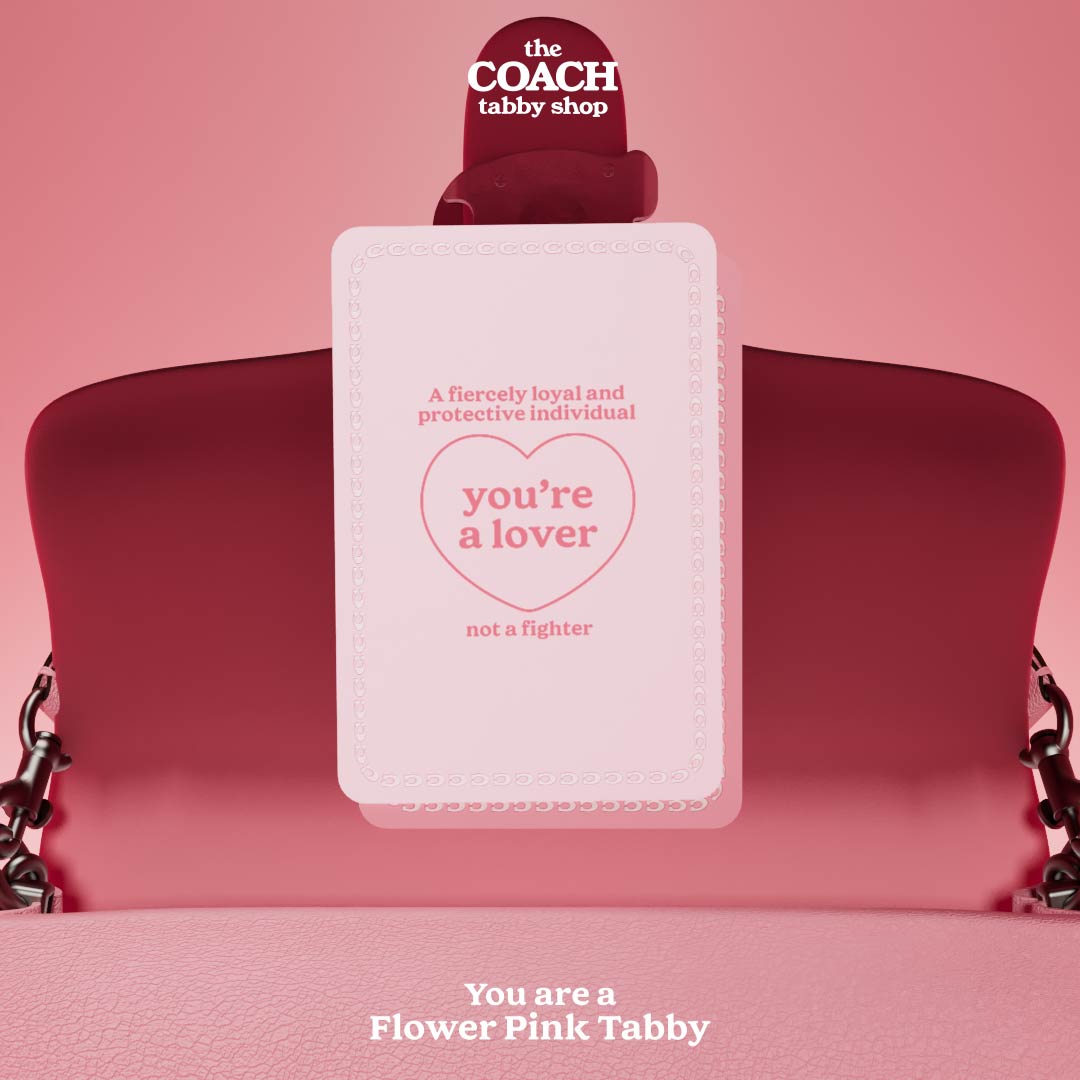 the
COACH
tabby shop
A fiercely loyal and
protective individual
you're
a lover
not a fighter
You are a
Flower Pink Tabby